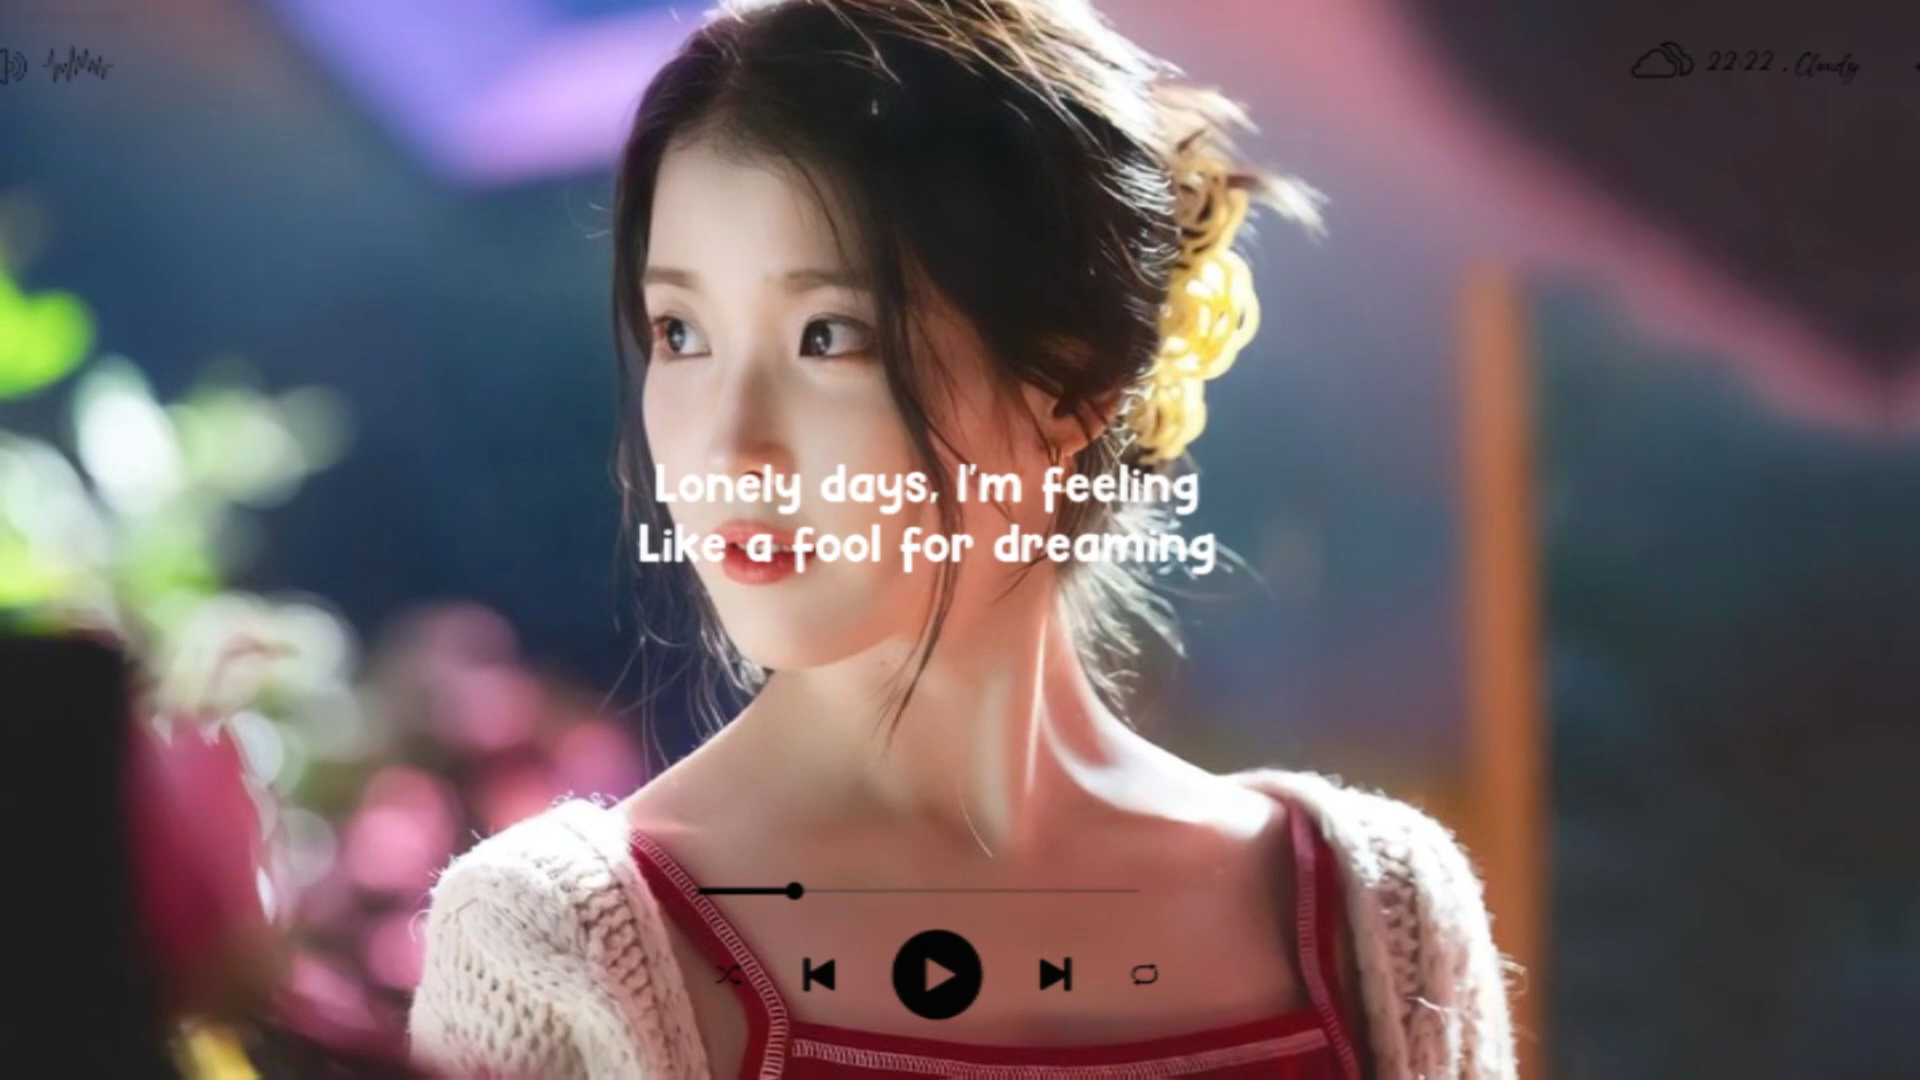 22:22 . Cloudy
Lonely days, I'm feeling
Like a fool for dreaming